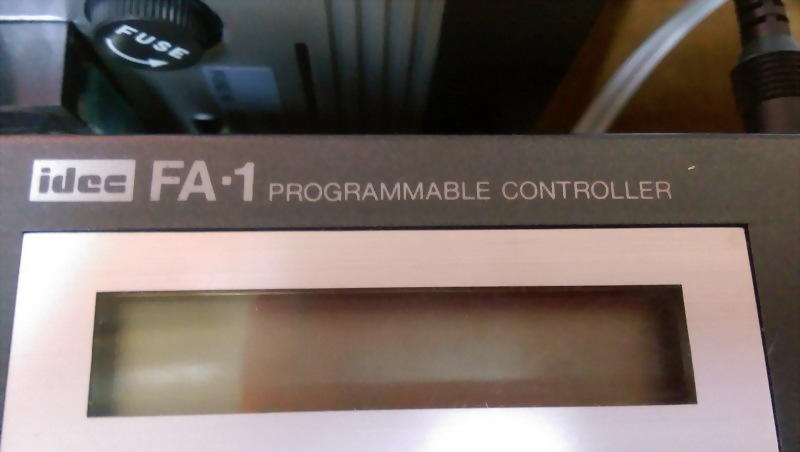 FUSE
idec FA·1 PROGRAMMABLE CONTROLLER